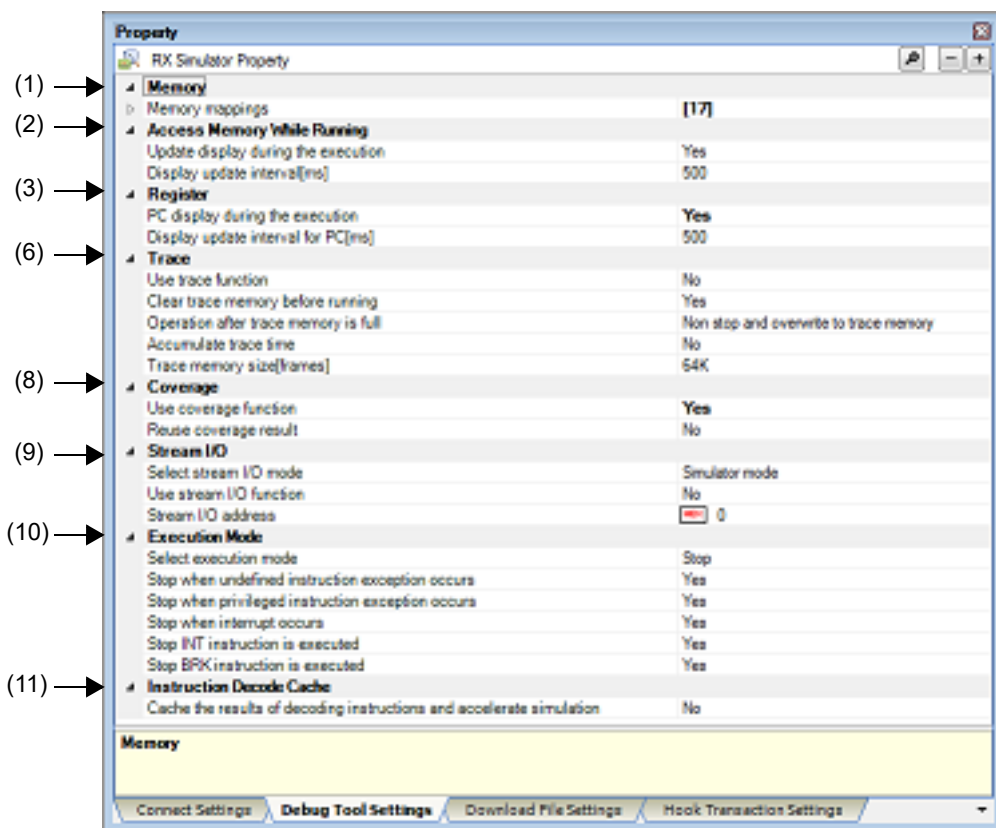 Property
RX Simulator Property
(1) Memory
Memory mappings [17]
(2) Access Memory While Running
Update display during the execution Yes
Display update interval[ms] 500
(3) Register
PC display during the execution Yes
Display update interval for PC[ms] 500
(6) Trace
Use trace function No
Clear trace memory before running Yes
Operation after trace memory is full Non stop and overwrite to trace memory
Accumulate trace time No
Trace memory size[frames] 64K
(8) Coverage
Use coverage function Yes
Reuse coverage result No
(9) Stream I/O
Select stream I/O mode Simulator mode
Use stream I/O function No
Stream I/O address 0
(10) Execution Mode
Select execution mode Stop
Stop when undefined instruction exception occurs Yes
Stop when privileged instruction exception occurs Yes
Stop when interrupt occurs Yes
Stop INT instruction is executed Yes
Stop BRK instruction is executed Yes
(11) Instruction Decode Cache
Cache the results of decoding instructions and accelerate simulation No
Memory
Connect Settings Debug Tool Settings Download File Settings Hook Transaction Settings